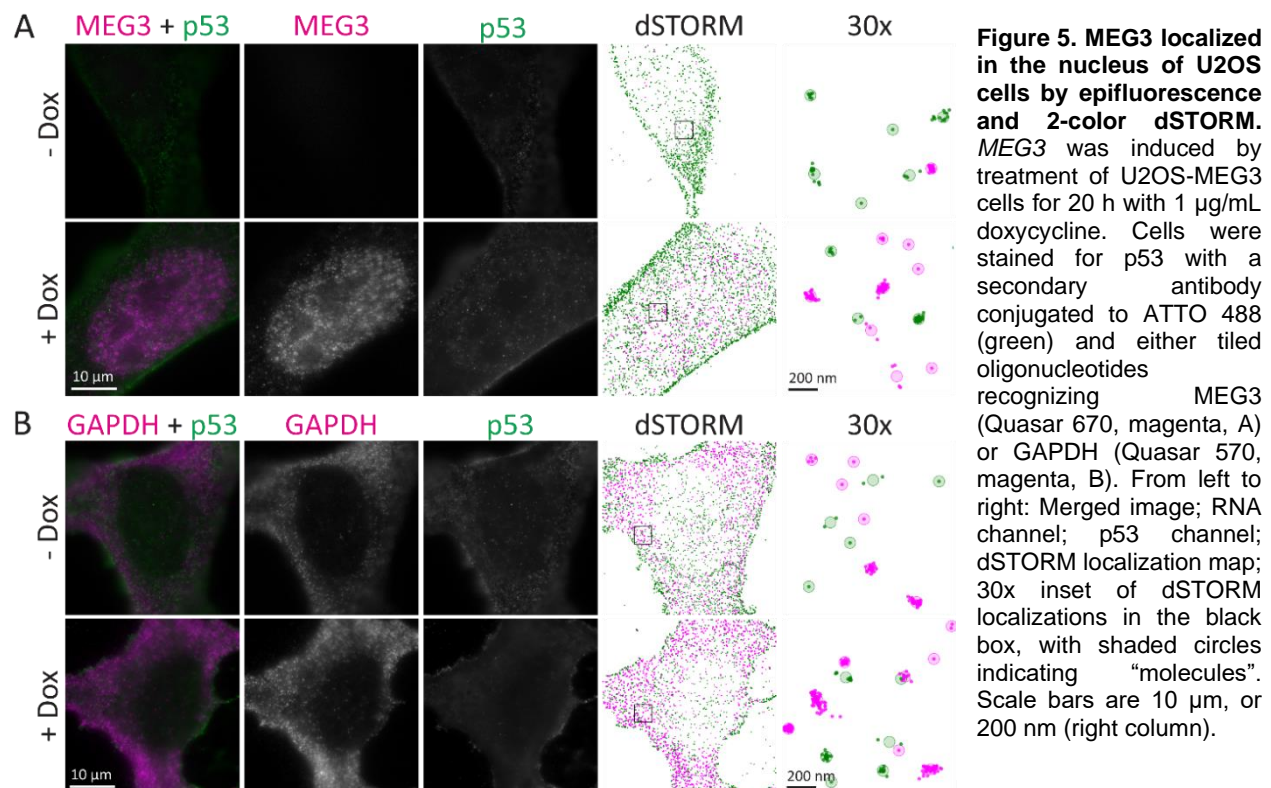 A
MEG3 + p53
MEG3
p53
dSTORM
30x
- Dox
+ Dox
10 µm
200 nm
B
GAPDH + p53
GAPDH
p53
dSTORM
30x
- Dox
+ Dox
10 µm
200 nm
Figure 5. MEG3 localized
in the nucleus of U2OS
cells by epifluorescence
and 2-color dSTORM.
MEG3 was induced by
treatment of U2OS-MEG3
cells for 20 h with 1 µg/mL
doxycycline. Cells were
stained for p53 with a
secondary antibody
conjugated to ATTO 488
(green) and either tiled
oligonucleotides
recognizing MEG3
(Quasar 670, magenta, A)
or GAPDH (Quasar 570,
magenta, B). From left to
right: Merged image; RNA
channel; p53 channel;
dSTORM localization map;
30x inset of dSTORM
localizations in the black
box, with shaded circles
indicating “molecules”.
Scale bars are 10 µm, or
200 nm (right column).